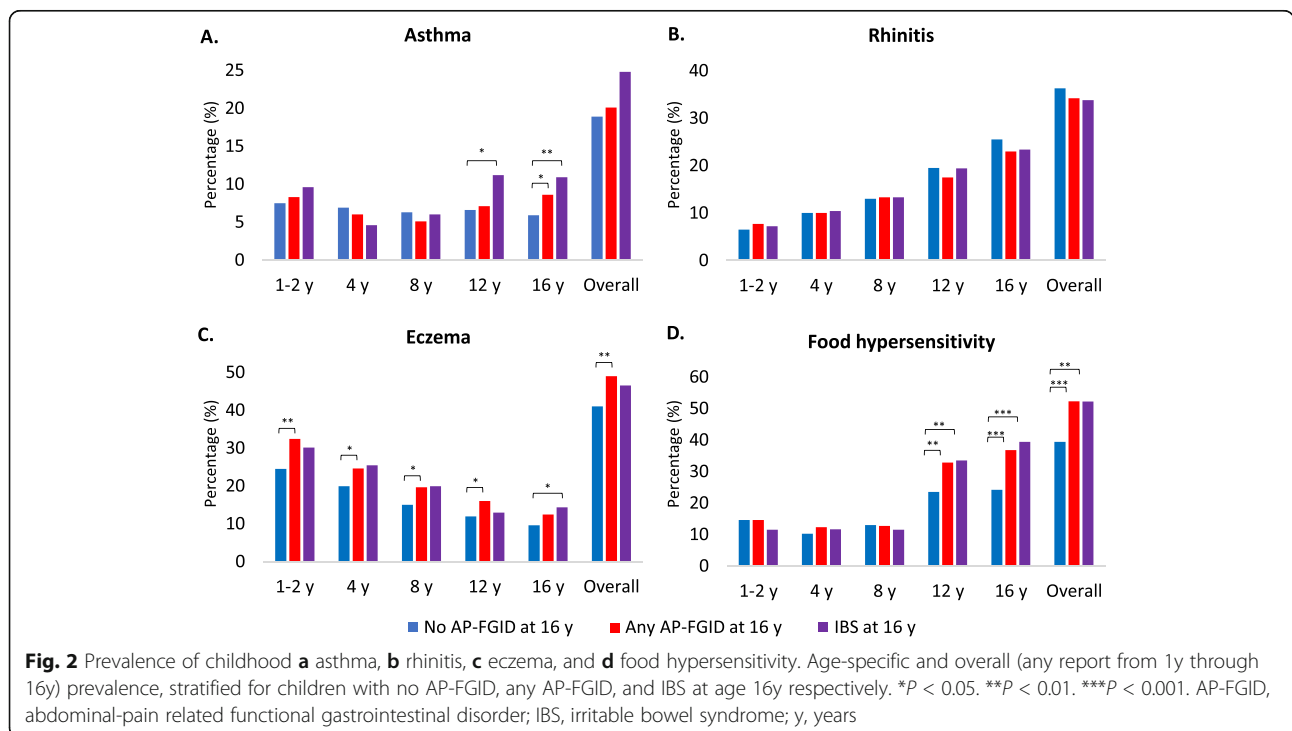 A.
Asthma
Percentage (%)
25
20
15
10
5
0
*
**
*
1-2 y 4 y 8 y 12 y 16 y Overall
B.
Rhinitis
Percentage (%)
40
30
20
10
0
1-2 y 4 y 8 y 12 y 16 y Overall
C.
Eczema
Percentage (%)
50
40
30
20
10
0
**
*
*
*
*
**
1-2 y 4 y 8 y 12 y 16 y Overall
D.
Food hypersensitivity
Percentage (%)
60
50
40
30
20
10
0
**
**
***
***
**
***
1-2 y 4 y 8 y 12 y 16 y Overall
No AP-FGID at 16 y Any AP-FGID at 16 y IBS at 16 y
Fig. 2 Prevalence of childhood a asthma, b rhinitis, c eczema, and d food hypersensitivity. Age-specific and overall (any report from 1y through
16y) prevalence, stratified for children with no AP-FGID, any AP-FGID, and IBS at age 16y respectively. *P < 0.05. **P < 0.01. ***P < 0.001. AP-FGID,
abdominal-pain related functional gastrointestinal disorder; IBS, irritable bowel syndrome; y, years